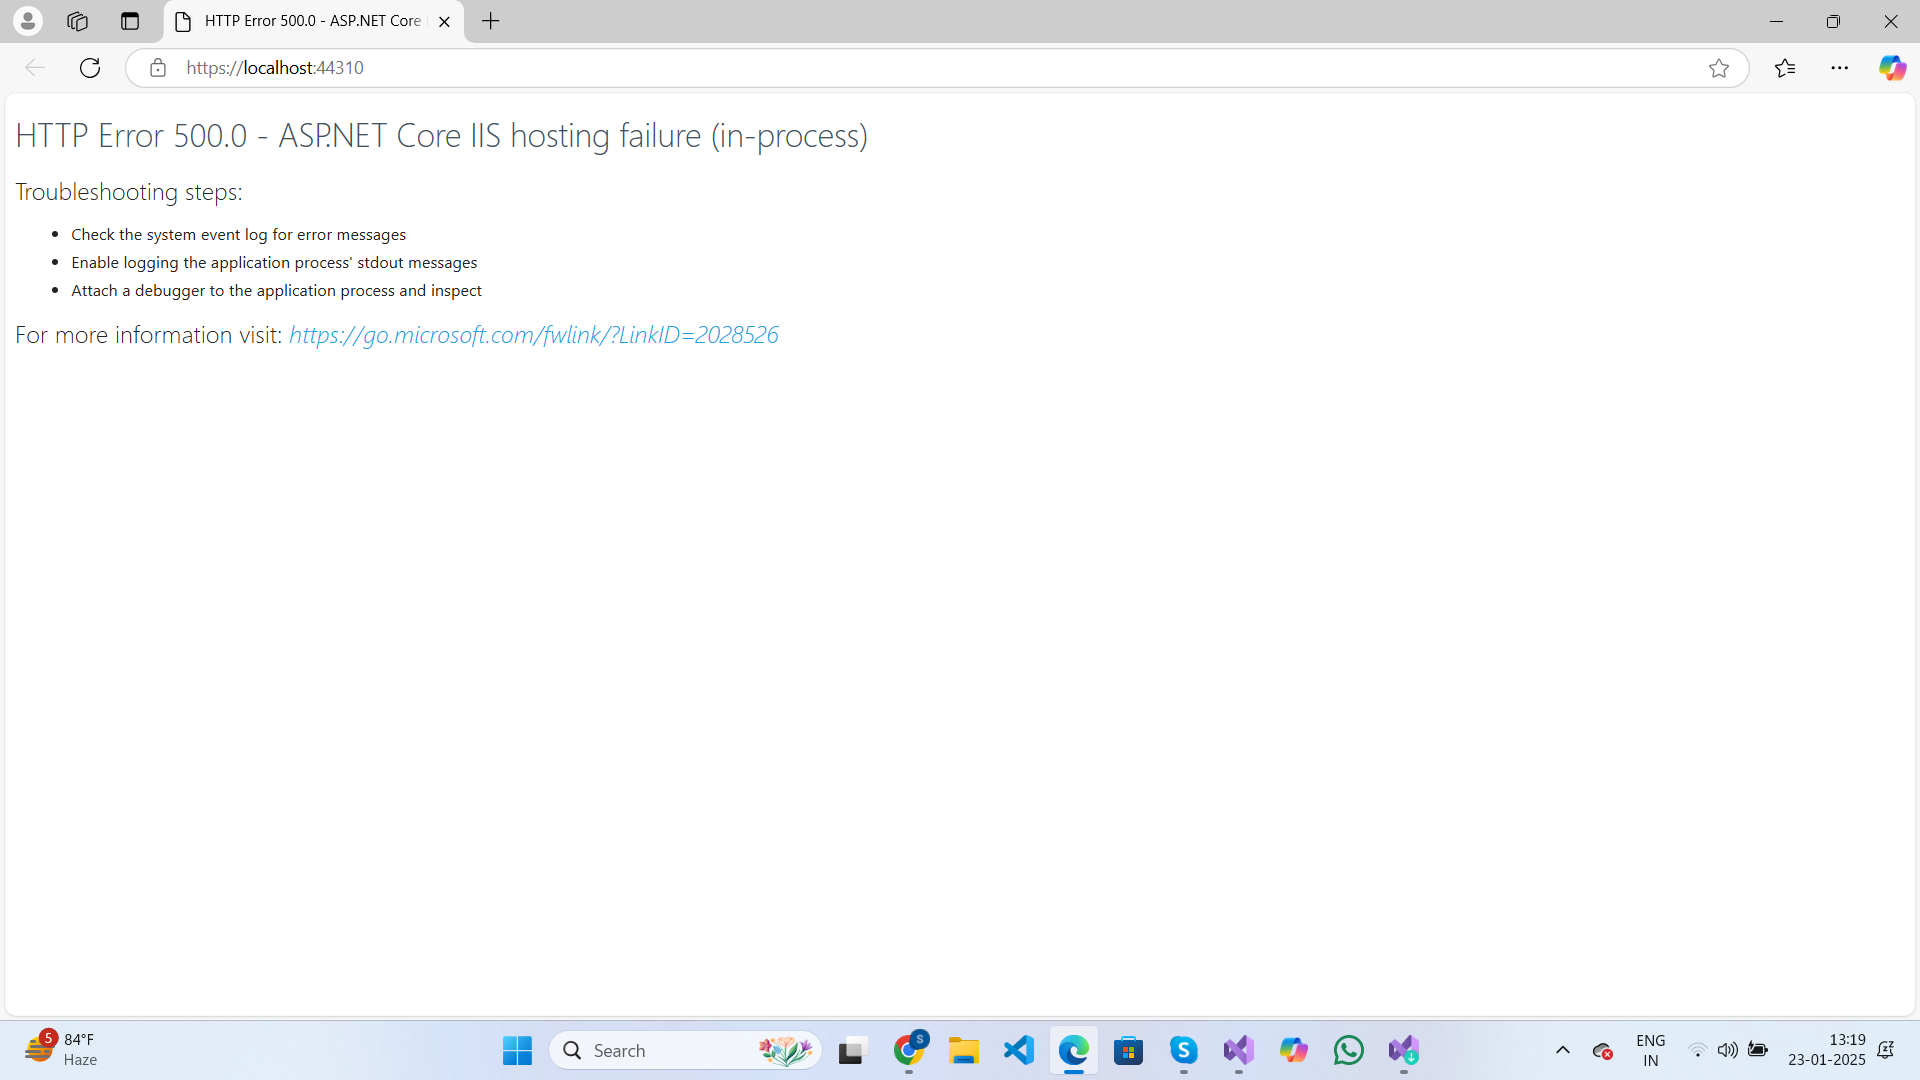 HTTP Error 500.0 - ASP.NET Core
https://localhost:44310
HTTP Error 500.0 - ASP.NET Core IIS hosting failure (in-process)
Troubleshooting steps:
• Check the system event log for error messages
• Enable logging the application process' stdout messages
• Attach a debugger to the application process and inspect
For more information visit: https://go.microsoft.com/fwlink/?LinkID=2028526
5
84°F
Haze
Search
S
ENG
IN
13:19
23-01-2025